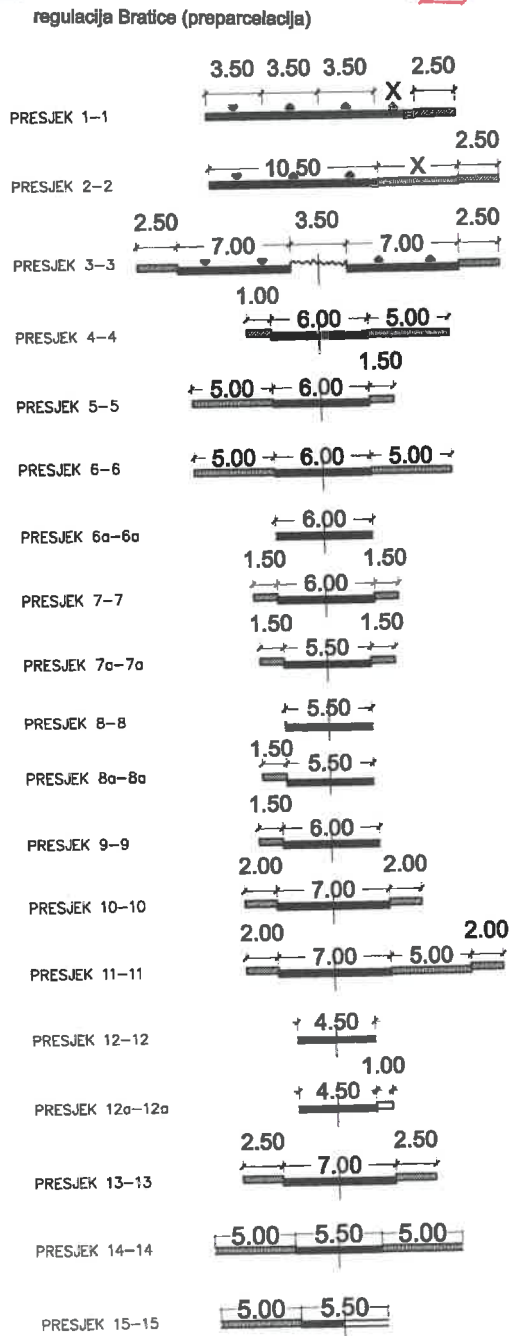 regulacija Bratice (preparcelacija)
3.50 3.50 3.50 X 2.50
PRESJEK 1-1
2.50
10.50 X
PRESJEK 2-2
2.50 3.50 2.50
7.00 7.00
PRESJEK 3-3
1.00
6.00 5.00
PRESJEK 4-4
1.50
5.00 6.00
PRESJEK 5-5
5.00 6.00 5.00
PRESJEK 6-6
6.00
PRESJEK 6a-6a
1.50 1.50
6.00
PRESJEK 7-7
1.50 1.50
5.50
PRESJEK 7a-7a
5.50
PRESJEK 8-8
1.50
5.50
PRESJEK 8a-8a
1.50
6.00
PRESJEK 9-9
2.00 2.00
7.00
PRESJEK 10-10
2.00 2.00
7.00 5.00
PRESJEK 11-11
4.50
PRESJEK 12-12
1.00
4.50
PRESJEK 12a-12a
2.50 2.50
7.00
PRESJEK 13-13
5.00 5.50 5.00
PRESJEK 14-14
5.00 5.50
PRESJEK 15-15